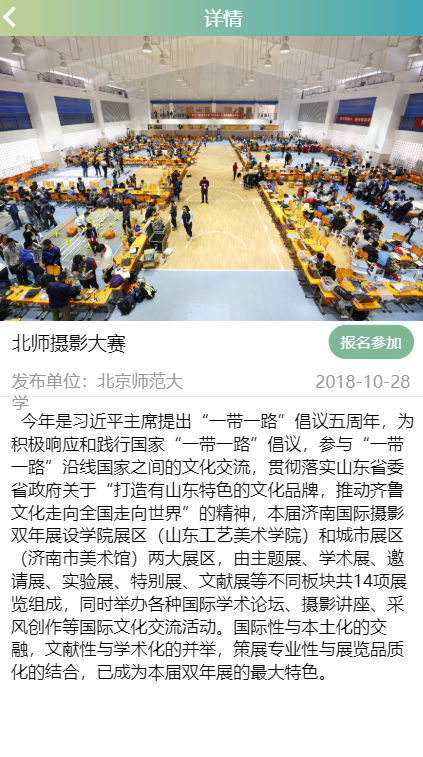 详情
北师摄影大赛
报名参加
发布单位：北京师范大
学
2018-10-28
今年是习近平主席提出“一带一路”倡议五周年，为
积极响应和践行国家“一带一路”倡议，参与“一带
一路”沿线国家之间的文化交流，贯彻落实山东省委
省政府关于“打造有山东特色的文化品牌，推动齐鲁
文化走向全国走向世界”的精神，本届济南国际摄影
双年展设学院展区（山东工艺美术学院）和城市展区
（济南市美术馆）两大展区，由主题展、学术展、邀
请展、实验展、特别展、文献展等不同板块共14项展
览组成，同时举办各种国际学术论坛、摄影讲座、采
风创作等国际文化交流活动。国际性与本土化的交
融，文献性与学术化的并举，策展专业性与展览品质
化的结合，已成为本届双年展的最大特色。